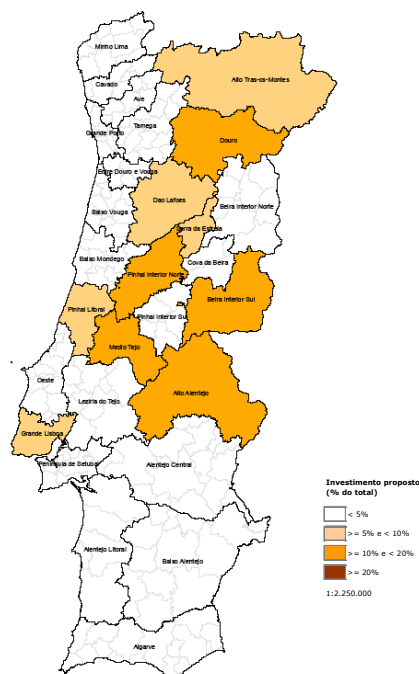 Minho Lima
Alto Tras-os-Montes
Cavado
Ave
Tamega
Grande Porto
Douro
Entre Douro e Vouga
Dao Lafoes
Baixo Vouga
Beira Interior Norte
Serra da Estrela
Cova da Beira
Baixo Mondego
Pinhal Interior Norte
Beira Interior Sul
Pinhal Litoral
Pinhal Interior Sul
Medio Tejo
Oeste
Alto Alentejo
Leziria do Tejo
Grande Lisboa
Peninsula de Setubal
Alentejo Central
Alentejo Litoral
Baixo Alentejo
Algarve
Investimento proposto
(% do total)
< 5%
>= 5% e < 10%
>= 10% e < 20%
>= 20%
1:2.250.000